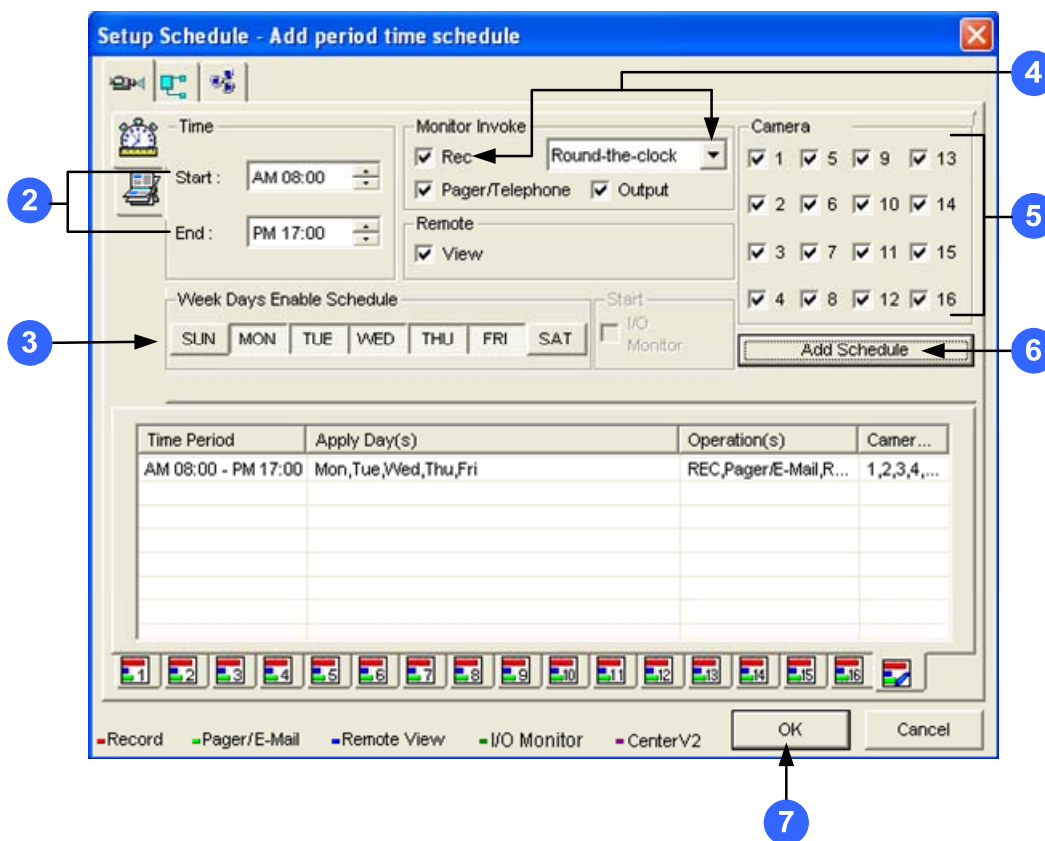 Setup Schedule - Add period time schedule
4
Time
Monitor Invoke
Camera
Rec
Round-the-clock
1 5 9 13
Start :
AM 08:00
Pager/Telephone
Output
2
2 6 10 14
5
End :
PM 17:00
Remote
View
3 7 11 15
Week Days Enable Schedule
Start
4 8 12 16
3
SUN MON TUE WED THU FRI SAT
I/O
Monitor
Add Schedule
6
Time Period Apply Day(s) Operation(s) Camer...
AM 08:00 - PM 17:00 Mon,Tue,Wed,Thu,Fri REC,Pager/E-Mail,R... 1,2,3,4,...
1 2 3 4 5 6 7 8 9 10 11 12 13 14 15 16
Record Pager/E-Mail Remote View I/O Monitor CenterV2
OK
Cancel
7